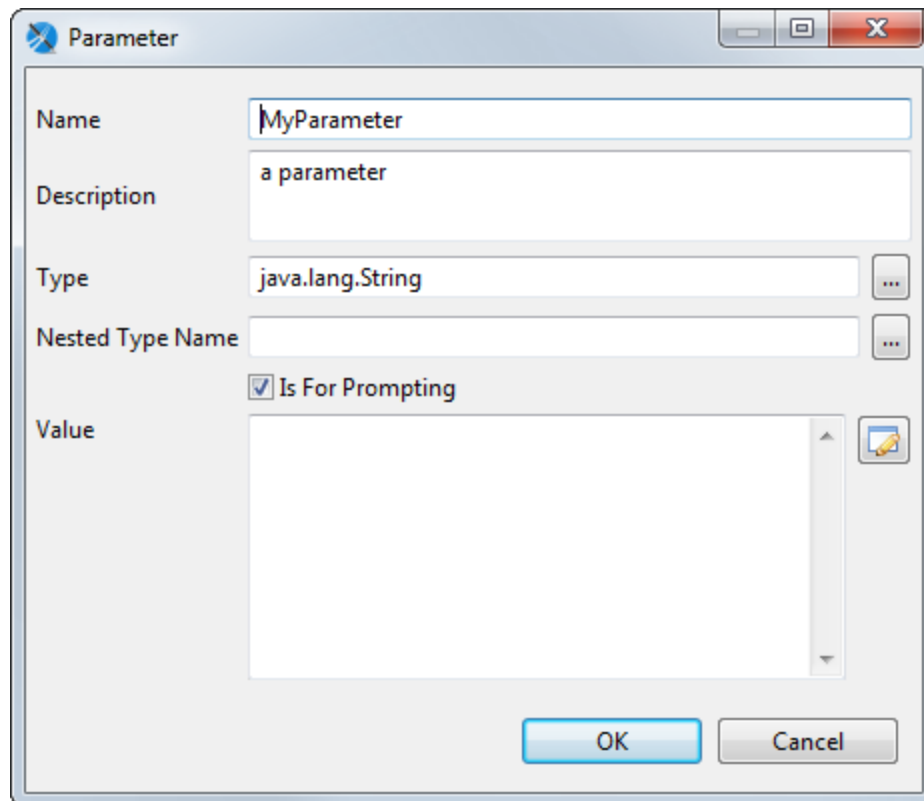 Parameter
Name MyParameter
Description a parameter
Type java.lang.String ...
Nested Type Name ...
Is For Prompting
Value
OK Cancel